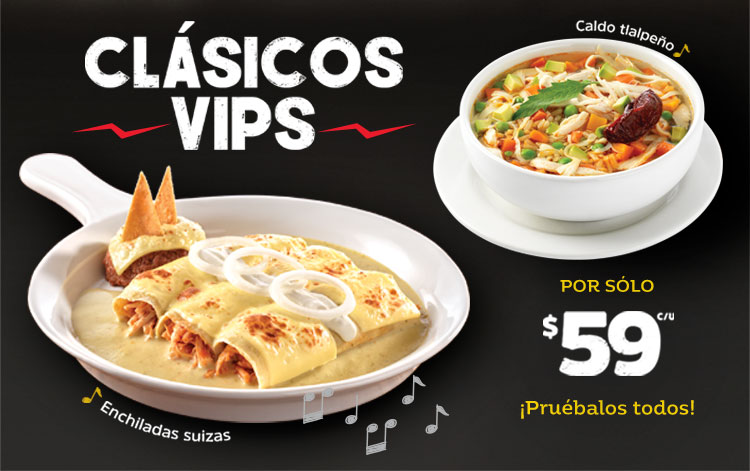 CLÁSICOS
VIPS
Caldo tlalpeño
POR SÓLO
$59 c/u
¡Pruébalos todos!
Enchiladas suizas